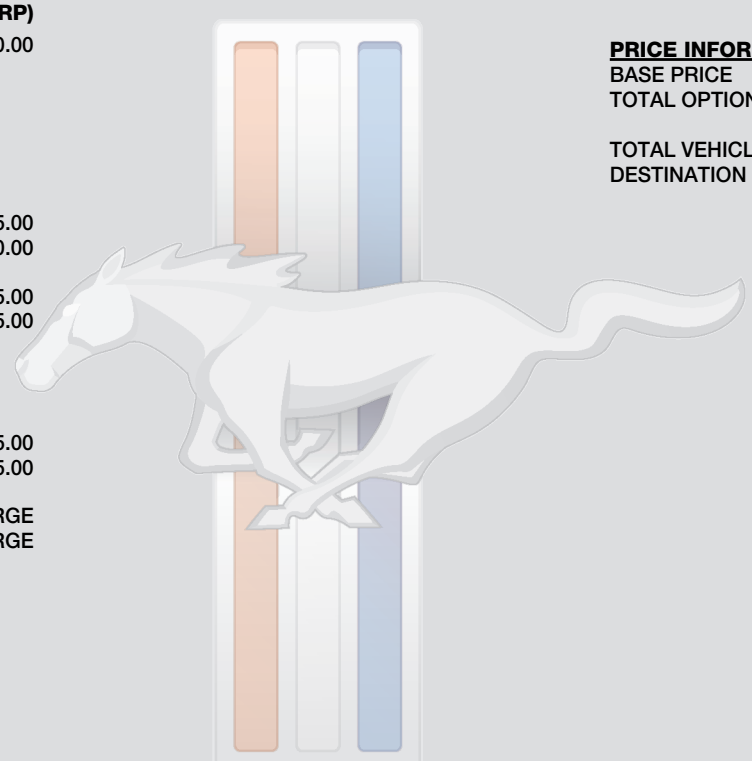 RP)
0.00
5.00
0.00
5.00
5.00
5.00
5.00
RGE
RGE
PRICE INFOR
BASE PRICE
TOTAL OPTION
TOTAL VEHICL
DESTINATION